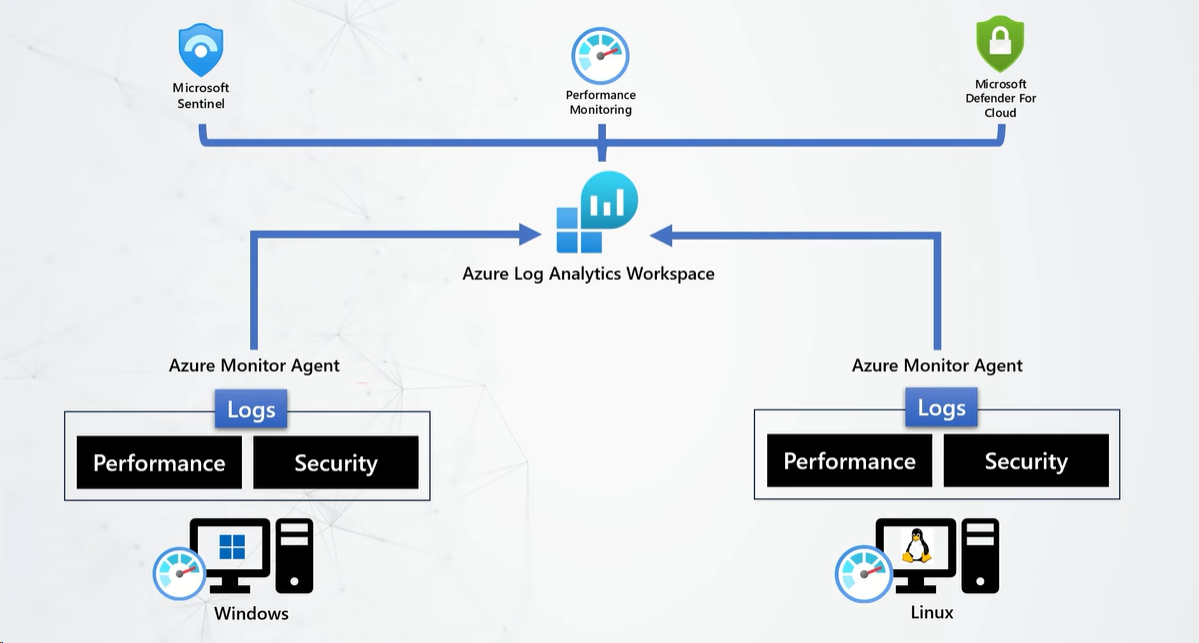 Microsoft
Sentinel
Performance
Monitoring
Microsoft
Defender For
Cloud
Azure Log Analytics Workspace
Azure Monitor Agent
Logs
Performance
Security
Windows
Azure Monitor Agent
Logs
Performance
Security
Linux